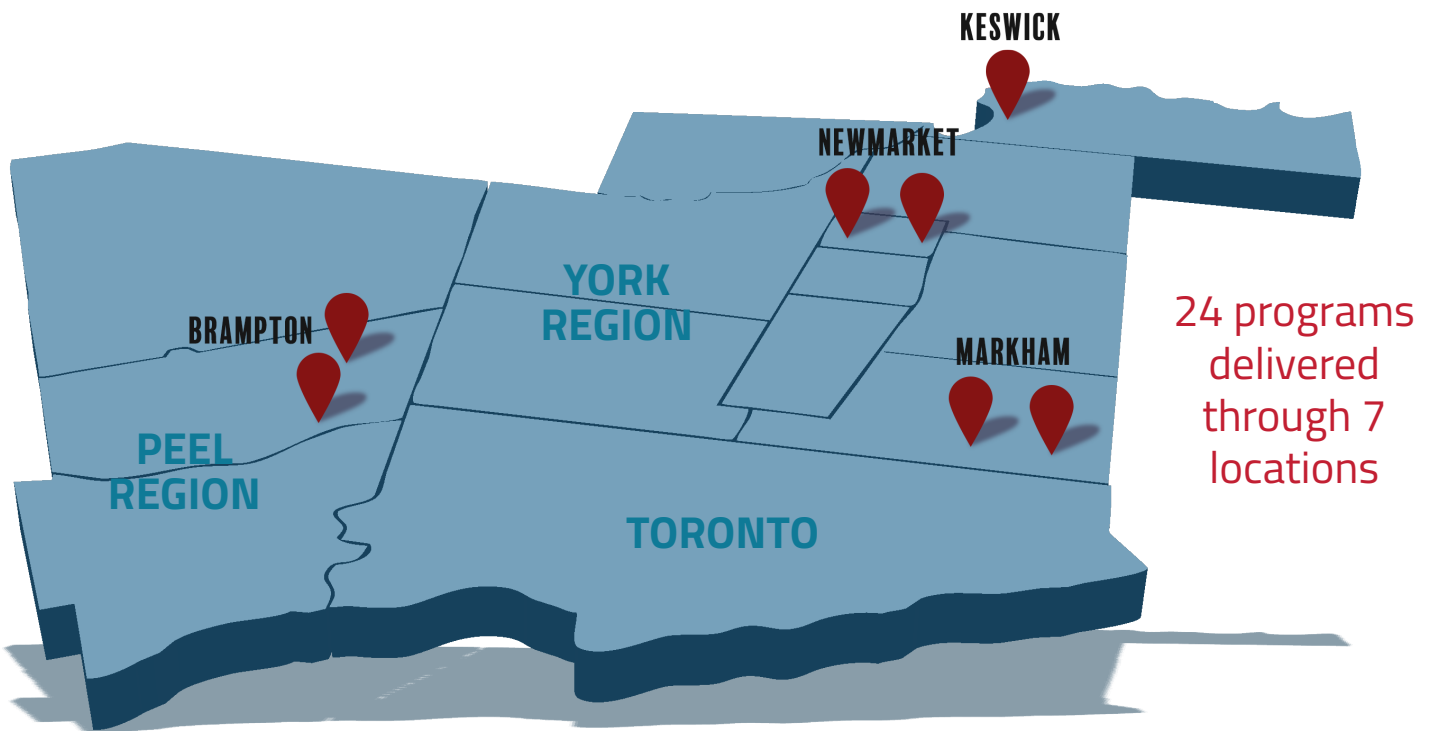 KESWICK
NEWMARKET
YORK
REGION
BRAMPTON
MARKHAM
PEEL
REGION
TORONTO
24 programs
delivered
through 7
locations